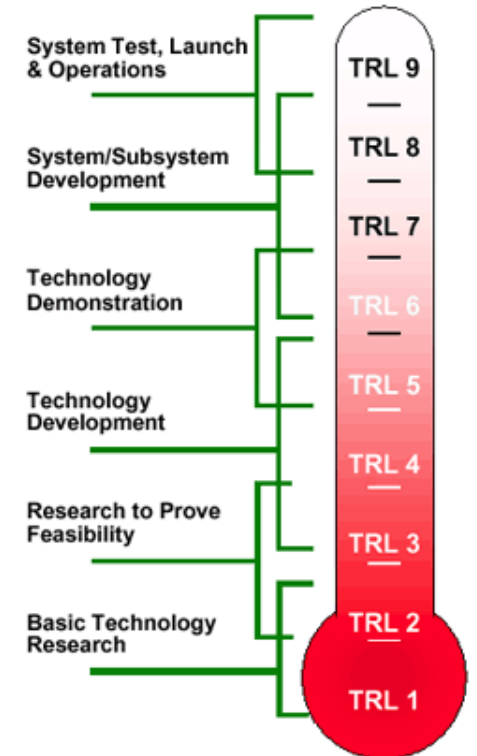 System Test, Launch
& Operations
System/Subsystem
Development
Technology
Demonstration
Technology
Development
Research to Prove
Feasibility
Basic Technology
Research
TRL 9
TRL 8
TRL 7
TRL 6
TRL 5
TRL 4
TRL 3
TRL 2
TRL 1